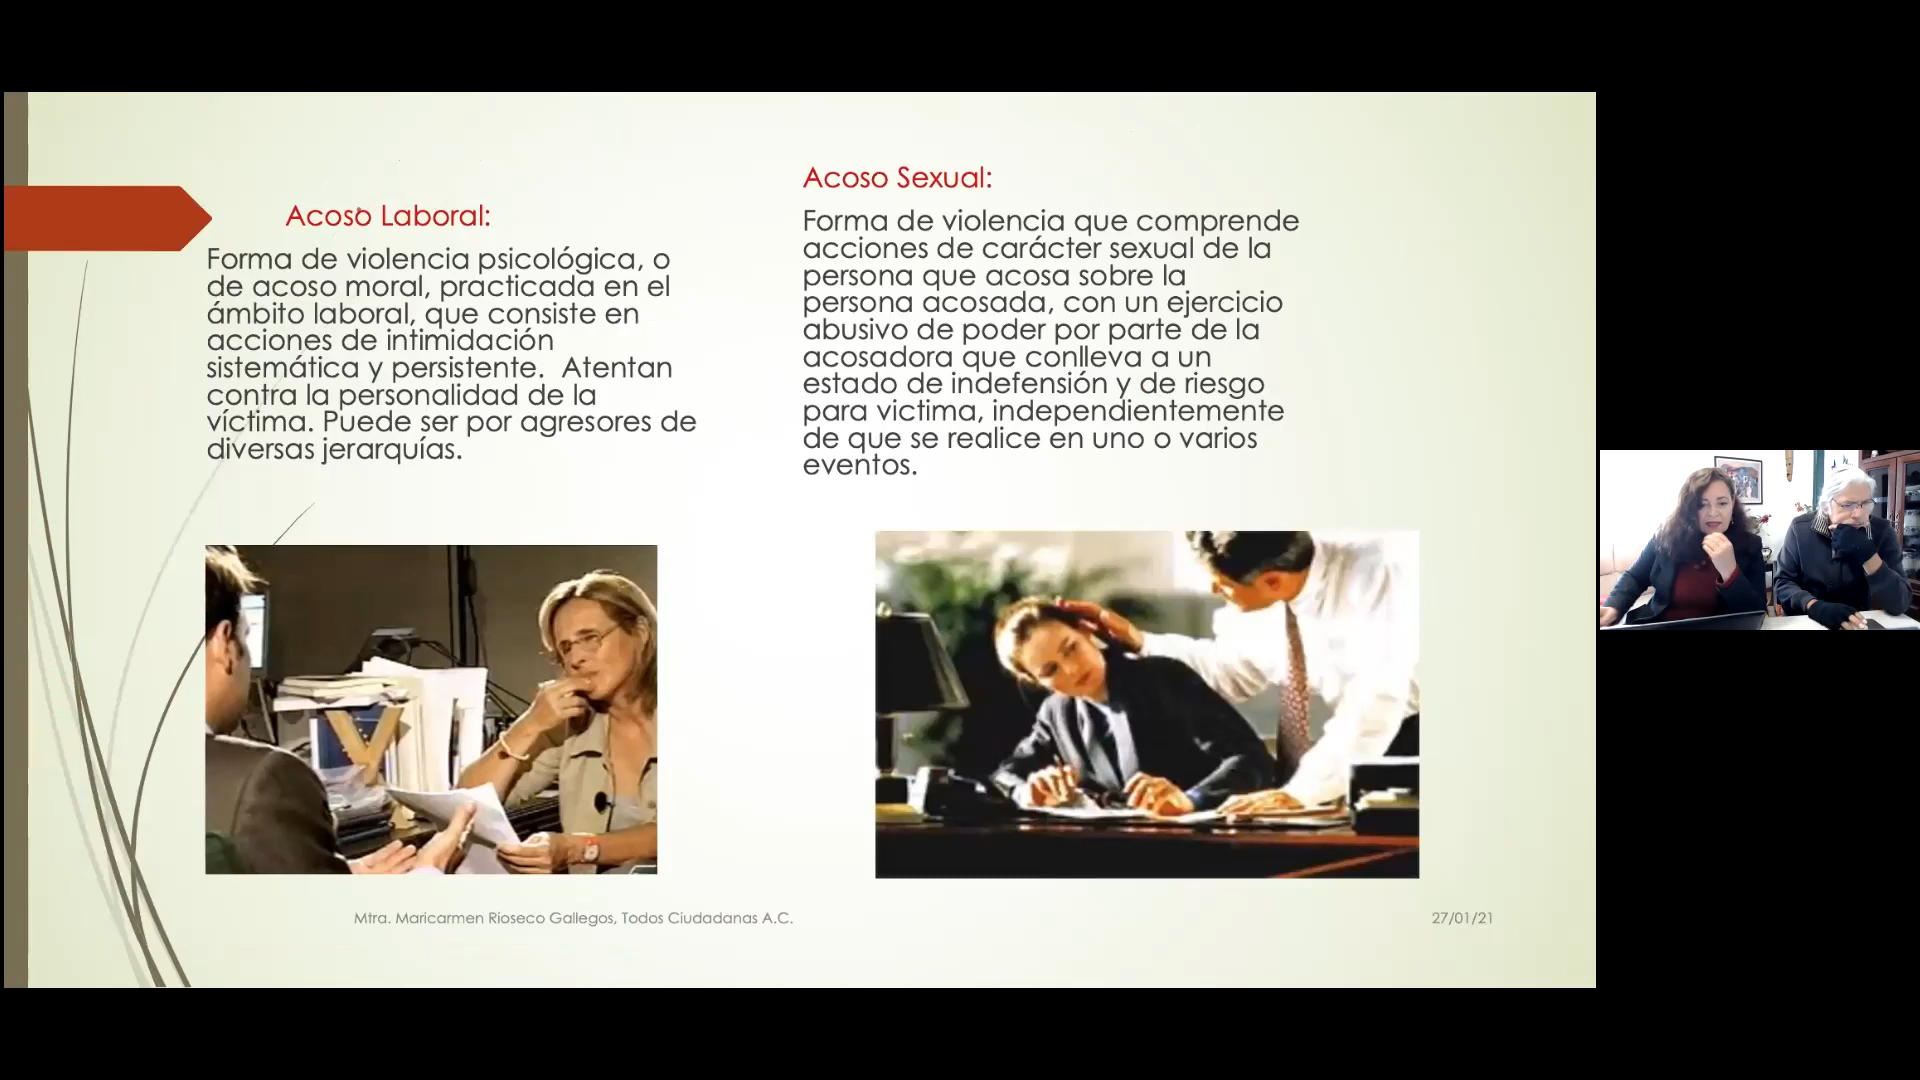 Acoso Laboral:
Forma de violencia psicológica, o
de acoso moral, practicada en el
ámbito laboral, que consiste en
acciones de intimidación
sistemática y persistente.  Atentan
contra la personalidad de la
víctima. Puede ser por agresores de
diversas jerarquías.
Acoso Sexual:
Forma de violencia que comprende
acciones de carácter sexual de la
persona que acosa sobre la
persona acosada, con un ejercicio
abusivo de poder por parte de la
acosadora que conlleva a un
estado de indefensión y de riesgo
para victima, independientemente
de que se realice en uno o varios
eventos.
Mtra. Maricarmen Rioseco Gallegos, Todos Ciudadanas A.C.
27/01/21